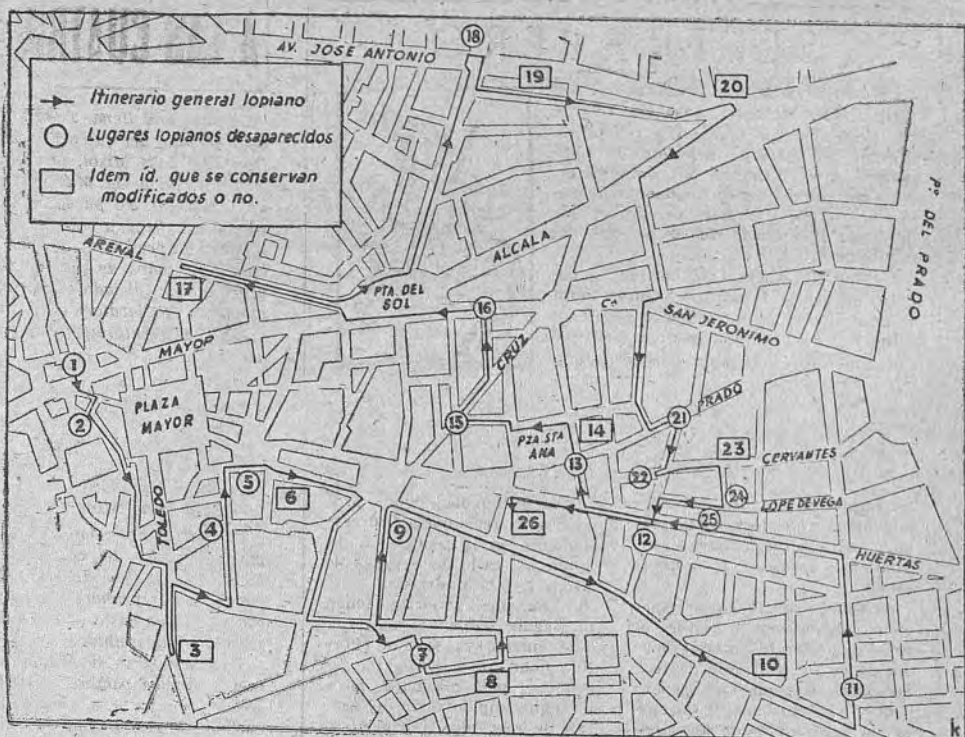 AV. JOSE ANTONIO
18
Itinerario general lopiano
Lugares lopianos desaparecidos
Idem id. que se conservan
modificados o no.
19
20
Pº DEL PRADO
ARENAL
17
PTA. DEL
SOL
ALCALA
16
Cª
SAN JERONIMO
MAYOR
1
2
PLAZA
MAYOR
CRUZ
15
PZA. STA
ANA
14
13
21
PRADO
22
23
CERVANTES
24
LOPE DE VEGA
25
12
26
HUERTAS
TOLEDO
5
6
4
9
3
7
8
10
11
k